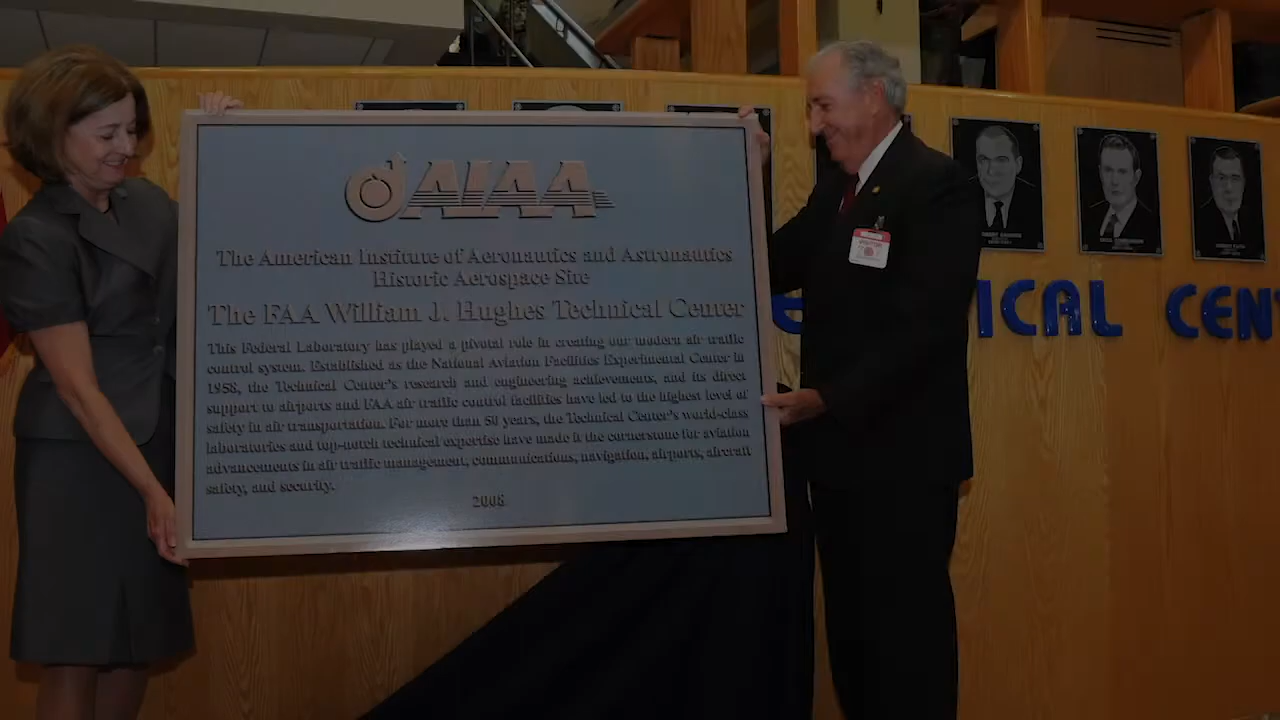 AIAA
The American Institute of Aeronautics and Astronautics
Historic Aerospace Site
The FAA William J. Hughes Technical Center
This Federal Laboratory has played a pivotal role in creating our modern air traffic
control system. Established as the National Aviation Facilities Experimental Center in
1958, the Technical Center's research and engineering achievements, and its direct
support to airports and FAA air traffic control facilities have led to the highest level of
safety in air transportation. For more than 50 years, the Technical Center's world-class
laboratories and top-notch technical expertise have made it the cornerstone for aviation
advancements in air traffic management, communications, navigation, airports, aircraft
safety, and security.
2008
VISITOR
ICAL CEN